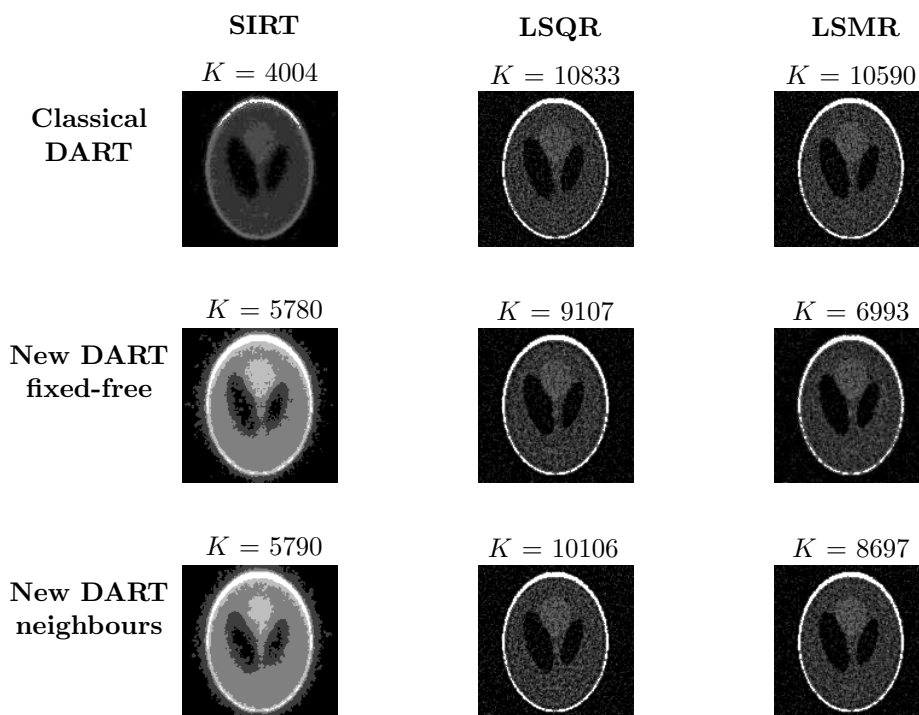 SIRT
LSQR
LSMR
K = 4004
K = 10833
K = 10590
Classical
DART
K = 5780
K = 9107
K = 6993
New DART
fixed-free
K = 5790
K = 10106
K = 8697
New DART
neighbours